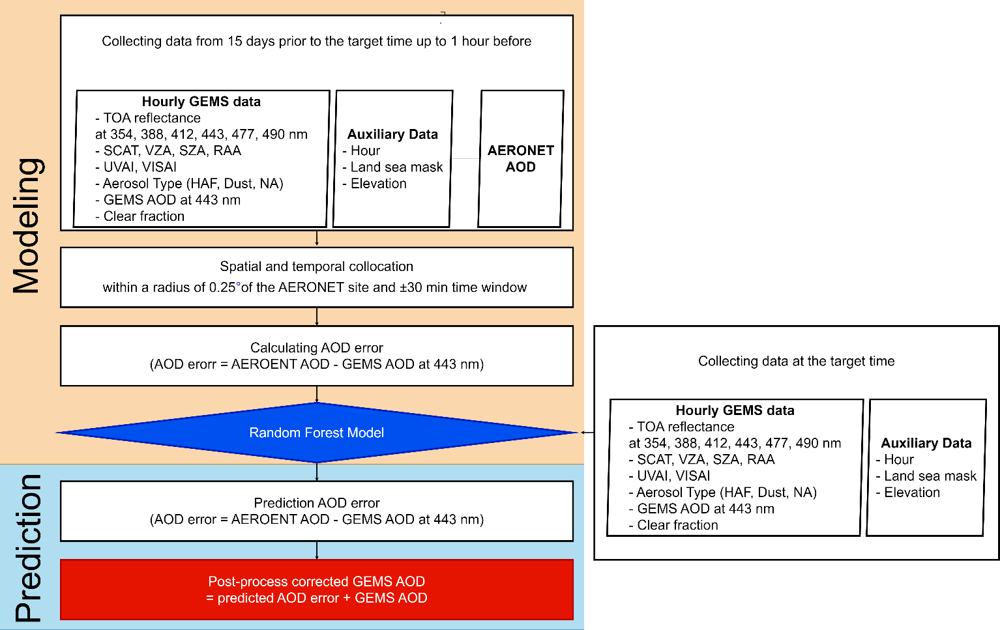 Modeling
Collecting data from 15 days prior to the target time up to 1 hour before
Hourly GEMS data
- TOA reflectance
at 354, 388, 412, 443, 477, 490 nm
- SCAT, VZA, SZA, RAA
- UVAI, VISAI
- Aerosol Type (HAF, Dust, NA)
- GEMS AOD at 443 nm
- Clear fraction
Auxiliary Data
- Hour
- Land sea mask
- Elevation
AERONET
AOD
Spatial and temporal collocation
within a radius of 0.25°of the AERONET site and ±30 min time window
Calculating AOD error
(AOD erorr = AEROENT AOD - GEMS AOD at 443 nm)
Random Forest Model
Collecting data at the target time
Hourly GEMS data
- TOA reflectance
at 354, 388, 412, 443, 477, 490 nm
- SCAT, VZA, SZA, RAA
- UVAI, VISAI
- Aerosol Type (HAF, Dust, NA)
- GEMS AOD at 443 nm
- Clear fraction
Auxiliary Data
- Hour
- Land sea mask
- Elevation
Prediction
Prediction AOD error
(AOD error = AEROENT AOD - GEMS AOD at 443 nm)
Post-process corrected GEMS AOD
= predicted AOD error + GEMS AOD